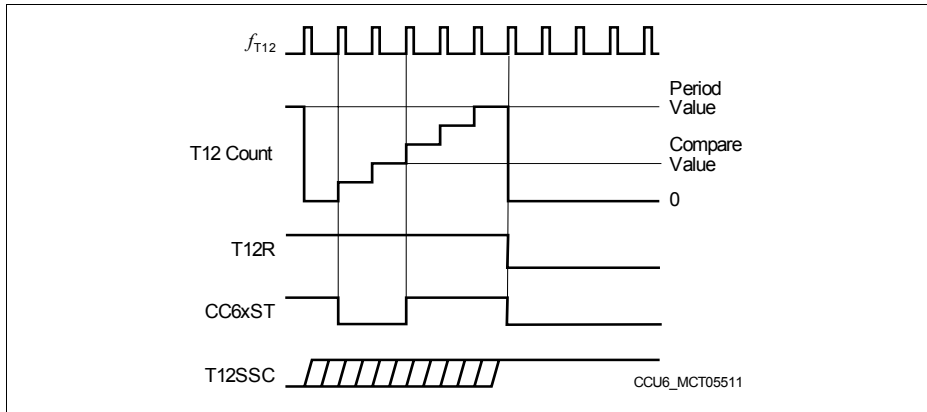 fT12
Period
Value
T12 Count
Compare
Value
0
T12R
CC6xST
T12SSC
CCU6_MCT05511